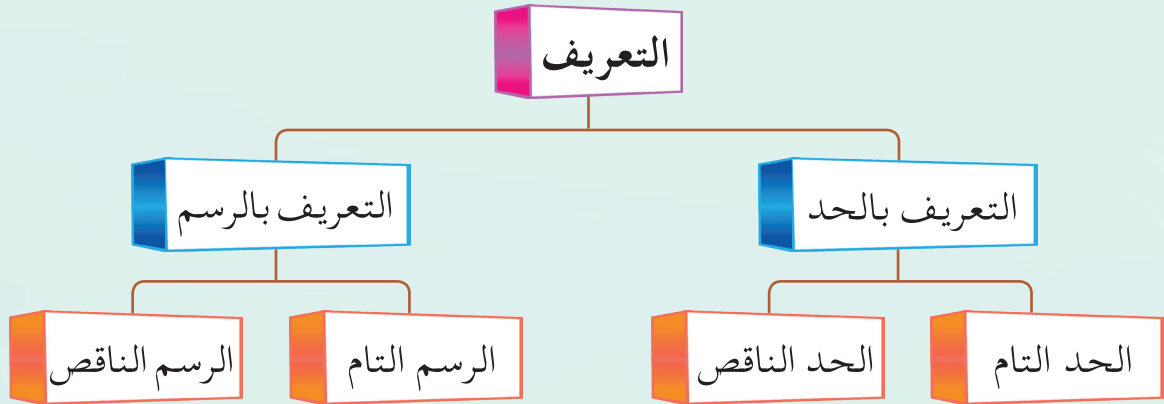 التعريف
التعريف بالحد
التعريف بالرسم
الحد التام
الحد الناقص
الرسم التام
الرسم الناقص